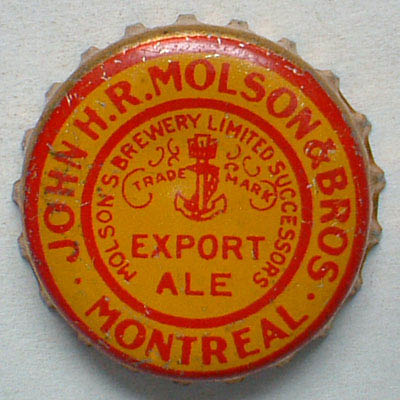 JOHN H.R. MOLSON & BROS.
· MONTREAL ·
MOLSON'S BREWERY LIMITED SUCCESSORS
TRADE MARK
EXPORT
ALE